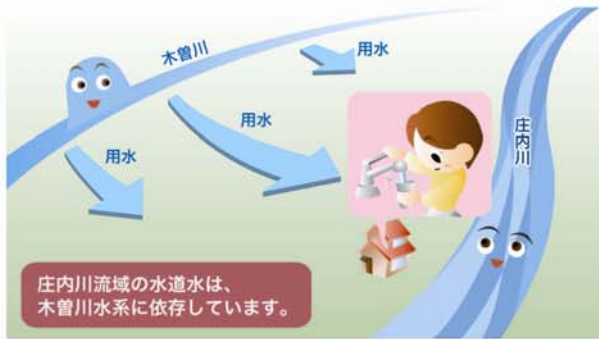 木曽川
用水
用水
用水
庄内川
庄内川流域の水道水は、
木曽川水系に依存しています。